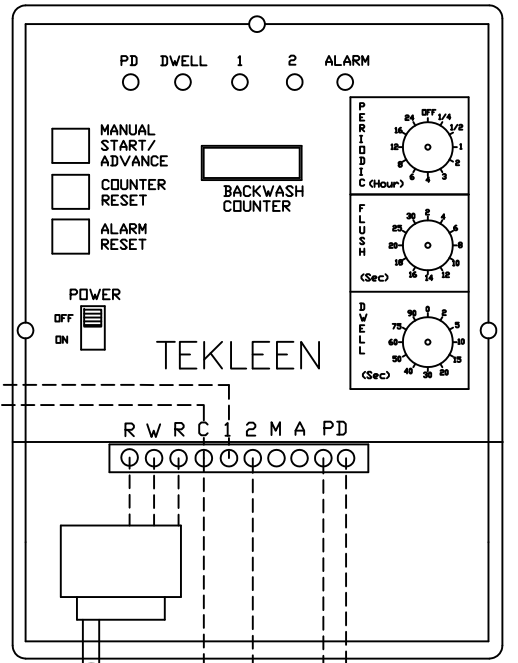 PD DWELL 1 2 ALARM
MANUAL
START/
ADVANCE
COUNTER
RESET
ALARM
RESET
BACKWASH
COUNTER
PERIODIC
(Hour)
OFF 1/4 1/2 1 2 3 4 6 8 12 16 24
FLUSH
(Sec)
2 4 6 8 10 12 14 16 18 20 25 30
DWELL
(Sec)
0 2 5 10 15 20 30 40 50 60 75 90
POWER
OFF
ON
TEKLEEN
R W R C 1 2 M A PD